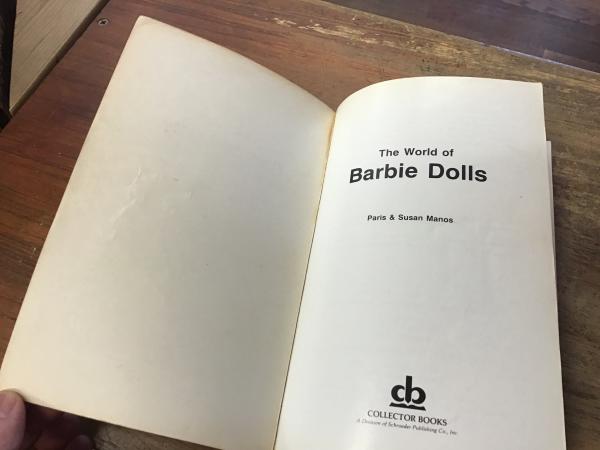 The World of
Barbie Dolls
Paris & Susan Manos
cb
COLLECTOR BOOKS
A Division of Schroeder Publishing Co., Inc.